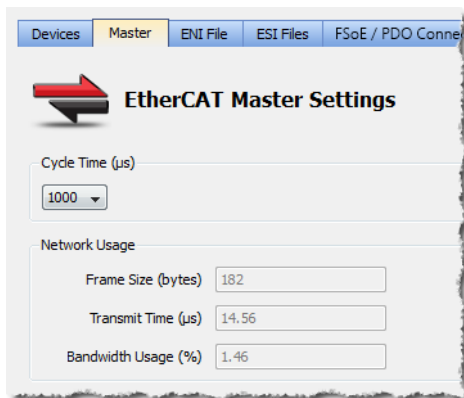 Devices Master ENI File ESI Files FSoE / PDO Conne
EtherCAT Master Settings
Cycle Time (µs)
1000
Network Usage
Frame Size (bytes) 182
Transmit Time (µs) 14.56
Bandwidth Usage (%) 1.46